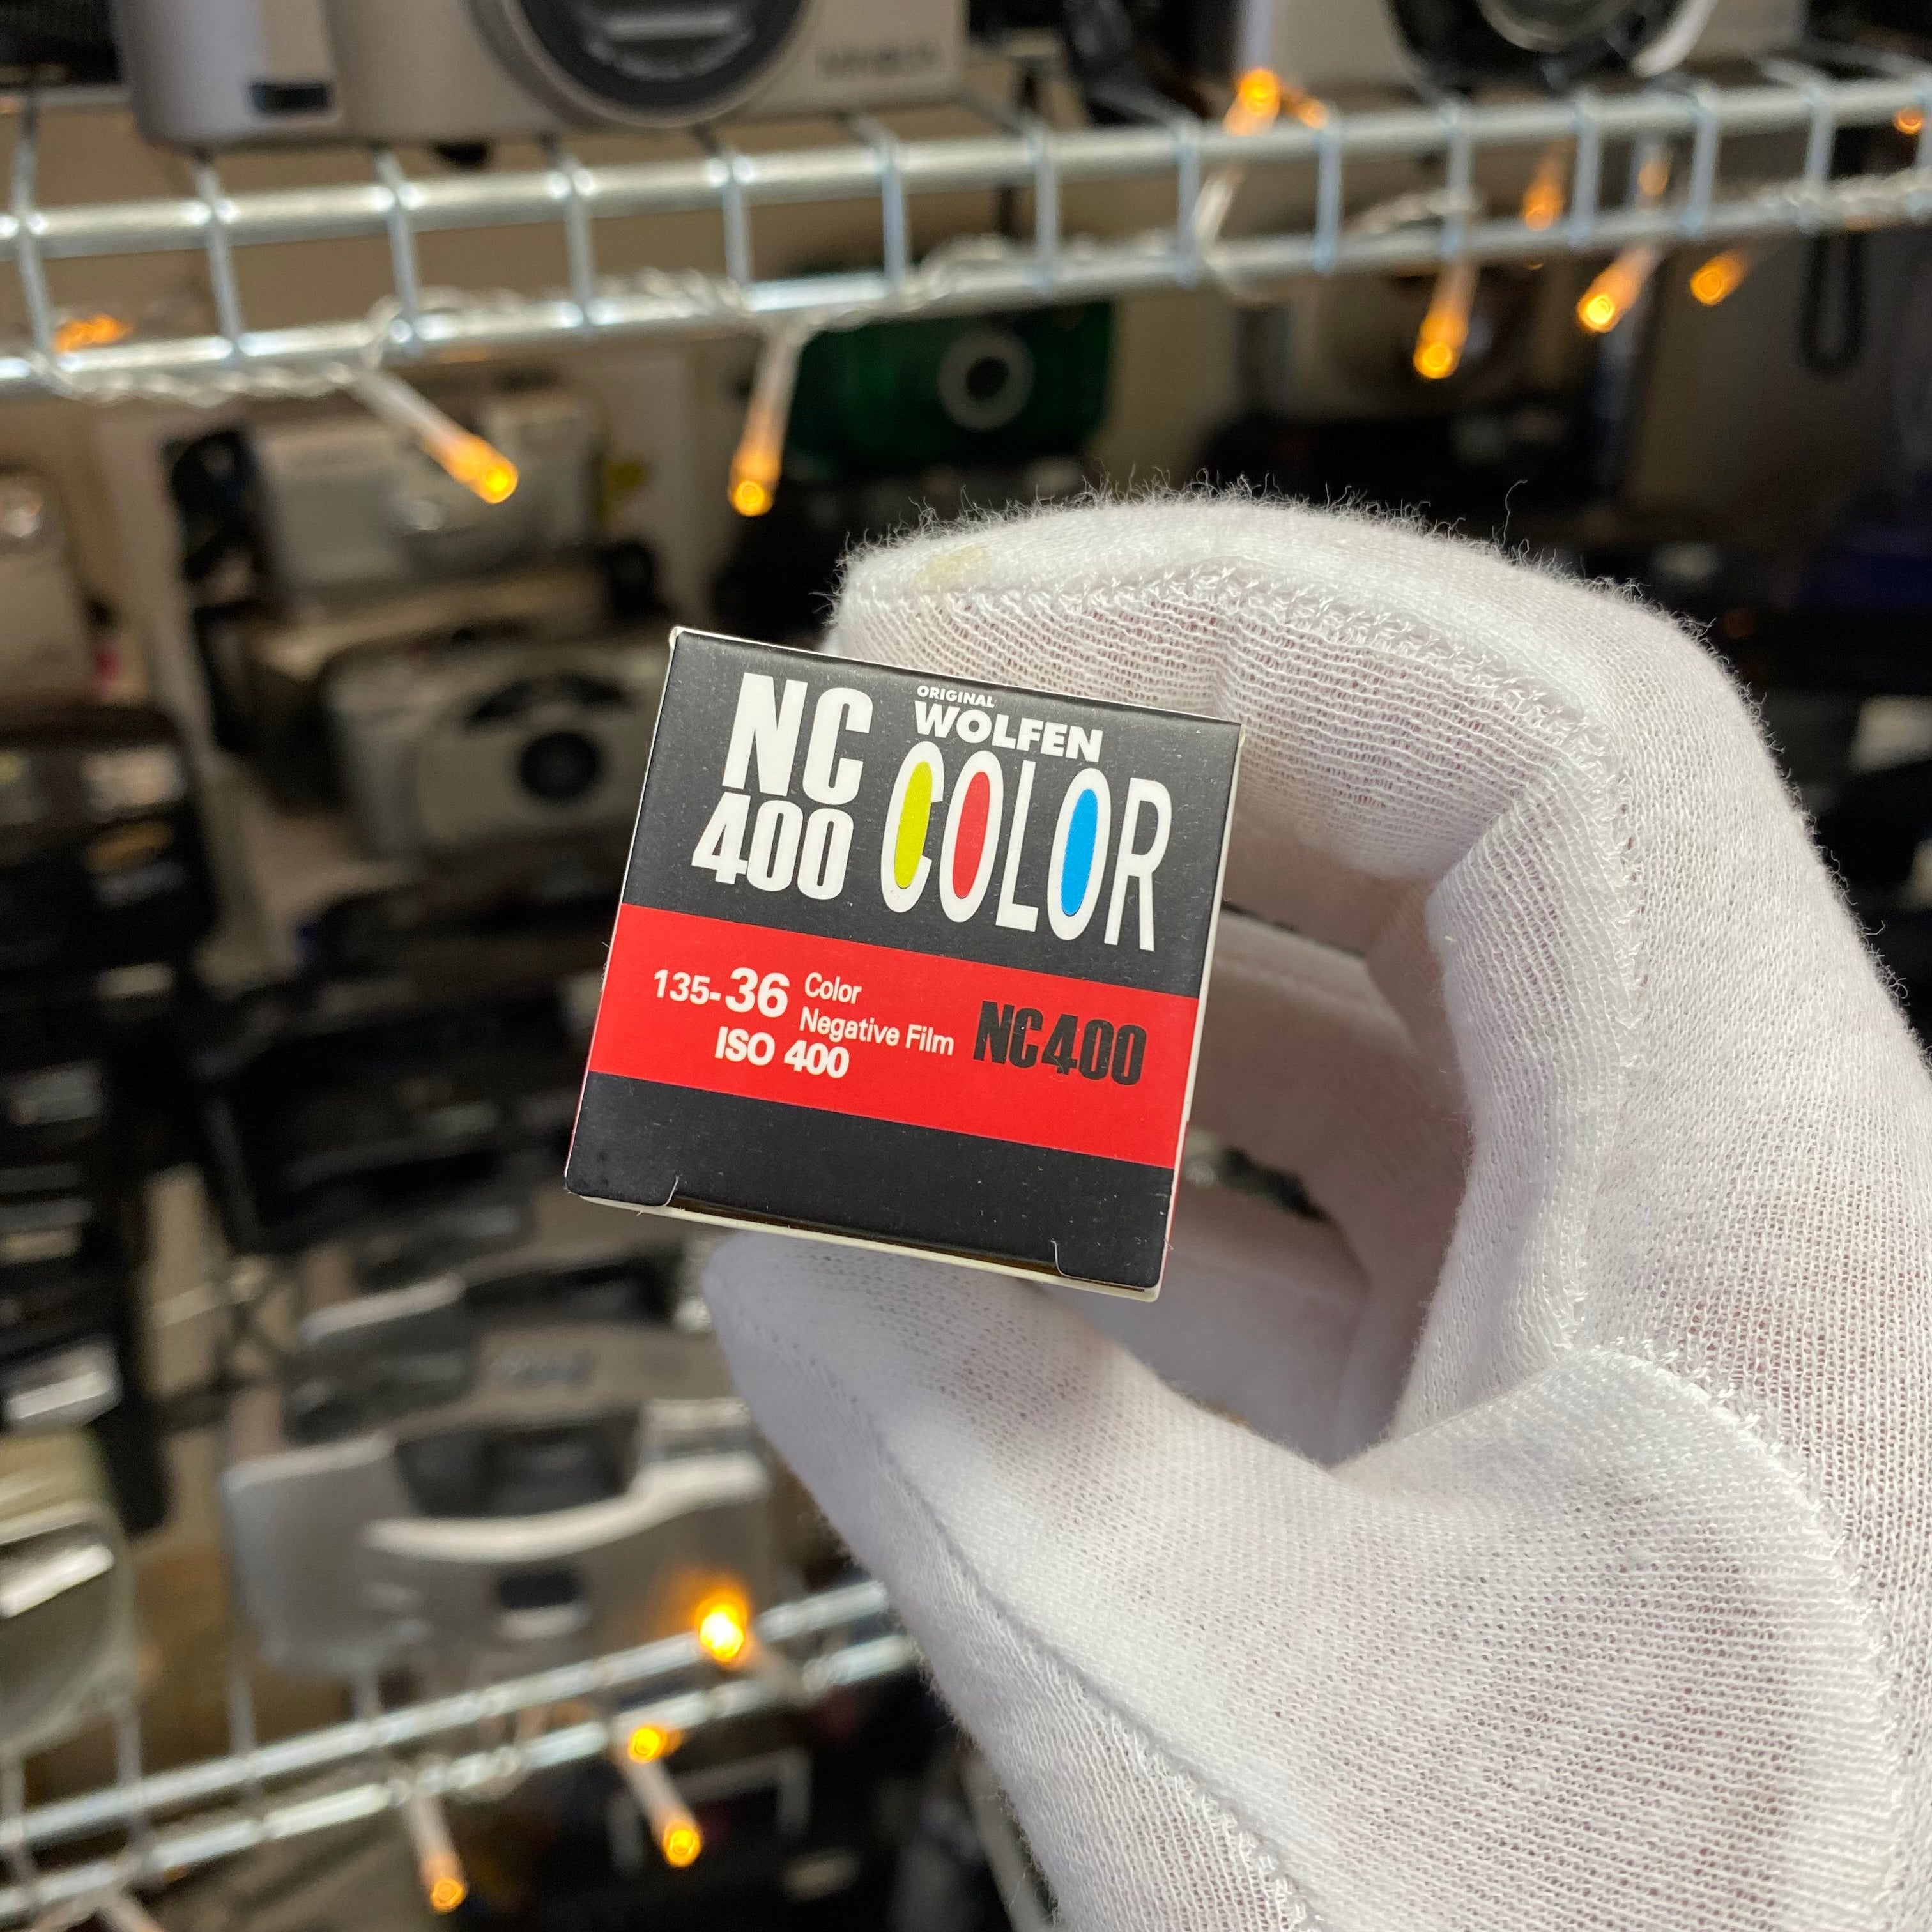 NC
400
ORIGINAL
WOLFEN
COLOR
135-36 Color
Negative Film
ISO 400
NC400